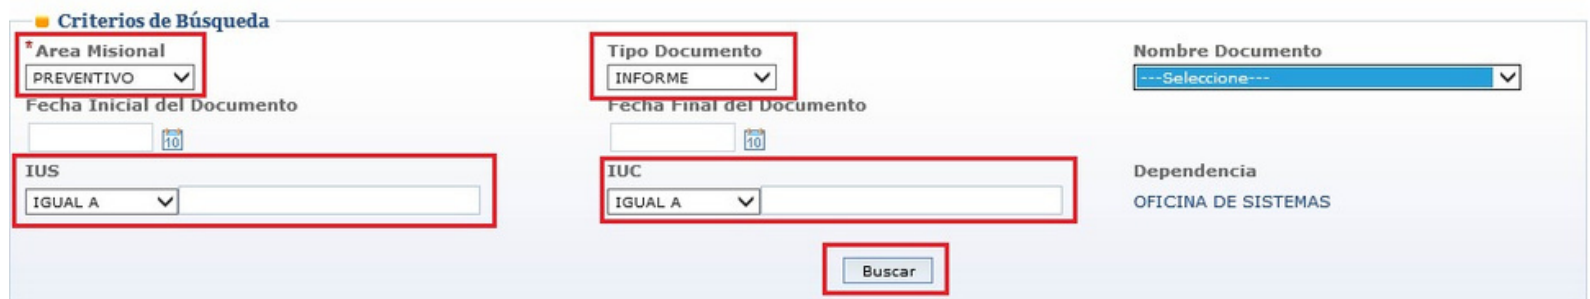 Criterios de Búsqueda
*Area Misional Tipo Documento Nombre Documento
PREVENTIVO INFORME ---Seleccione---
Fecha Inicial del Documento Fecha Final del Documento
10 10
IUS IUC Dependencia
IGUAL A IGUAL A OFICINA DE SISTEMAS
Buscar